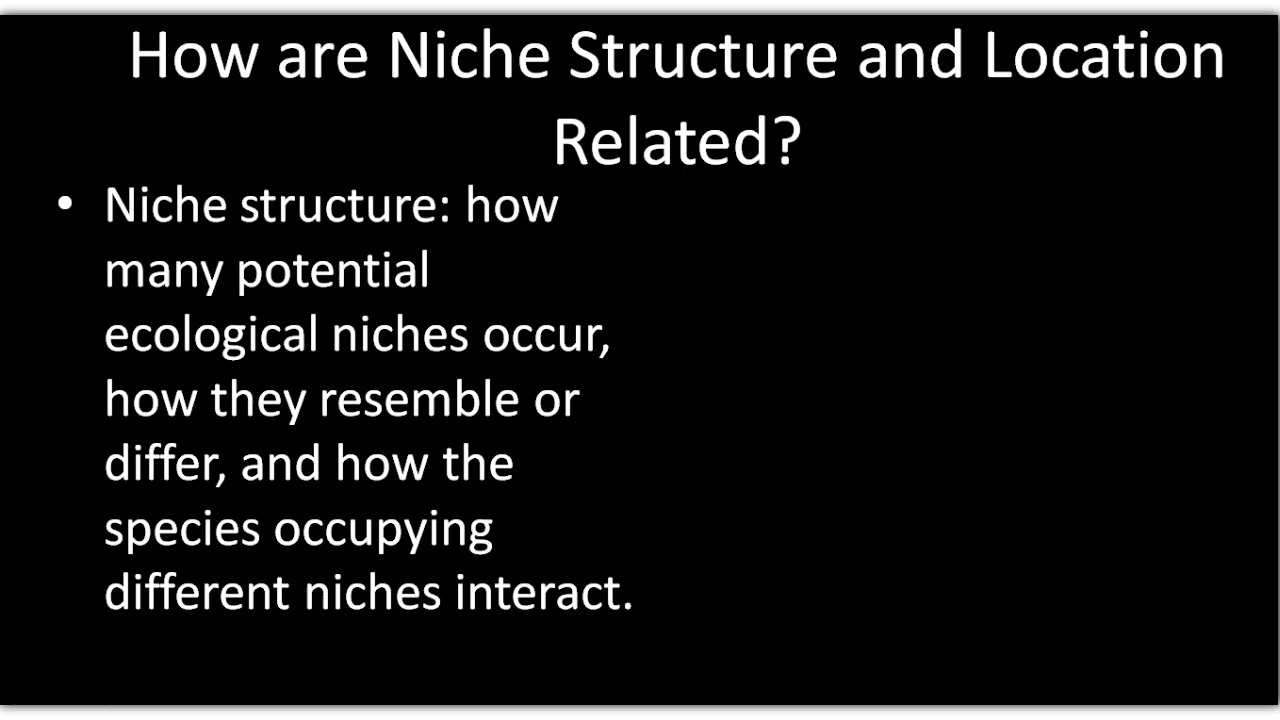 How are Niche Structure and Location
Related?
• Niche structure: how
many potential
ecological niches occur,
how they resemble or
differ, and how the
species occupying
different niches interact.